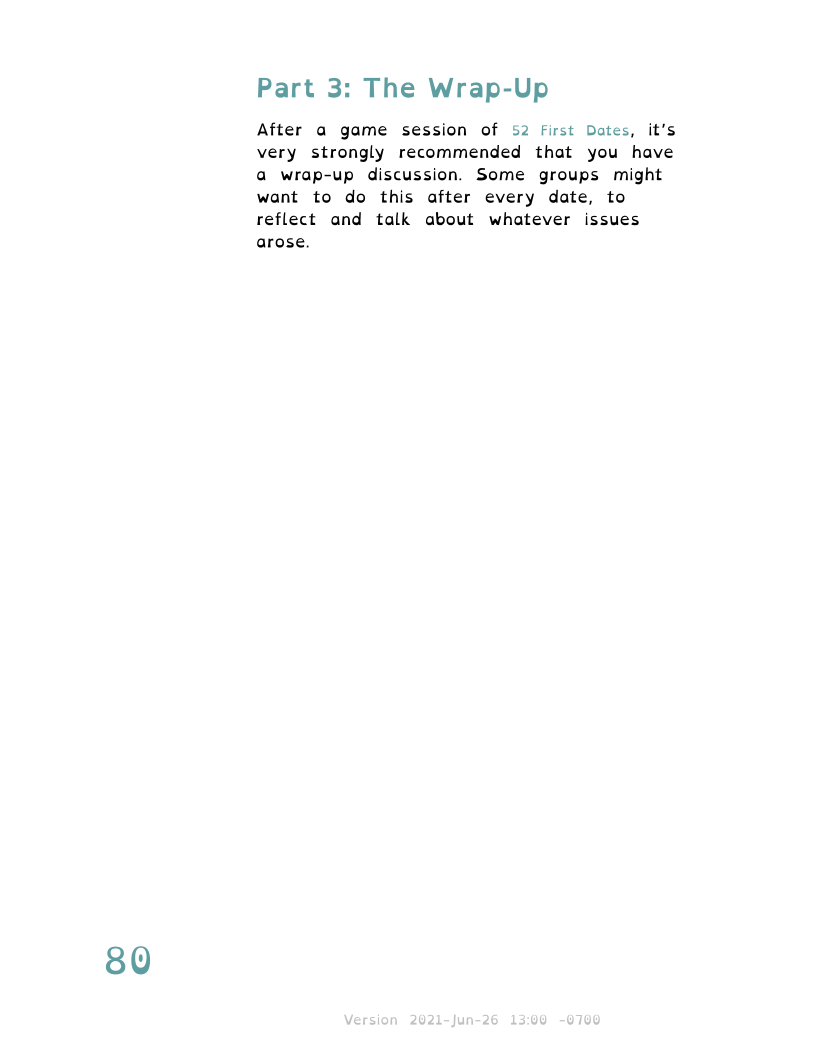 Part 3: The Wrap-Up
After a game session of 52 First Dates, it's
very strongly recommended that you have
a wrap-up discussion. Some groups might
want to do this after every date, to
reflect and talk about whatever issues
arose.
80
Version 2021-Jun-26 13:00 -0700